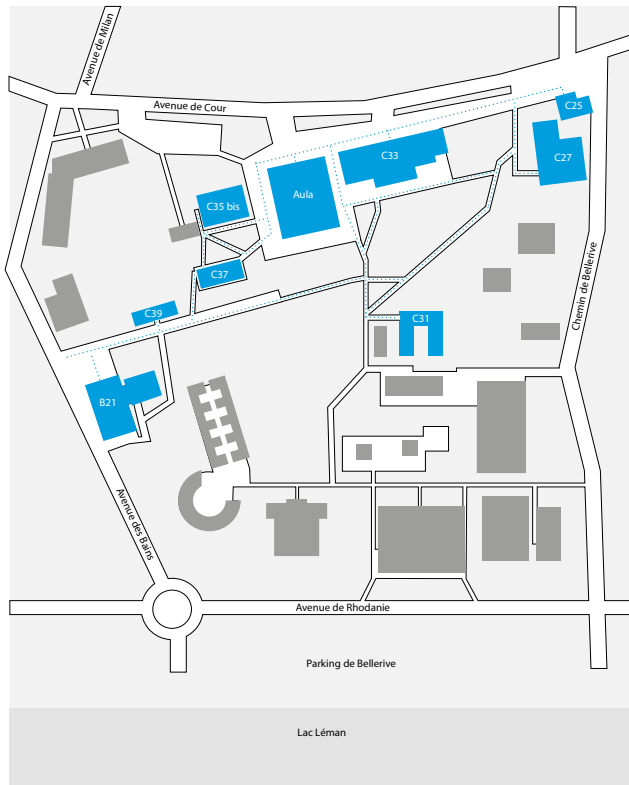 Avenue de Milan
Avenue de Cour
C25
C33
C27
Aula
C35 bis
Chemin de Bellerive
C37
C39
C31
B21
Avenue des Bains
Avenue de Rhodanie
Parking de Bellerive
Lac Léman